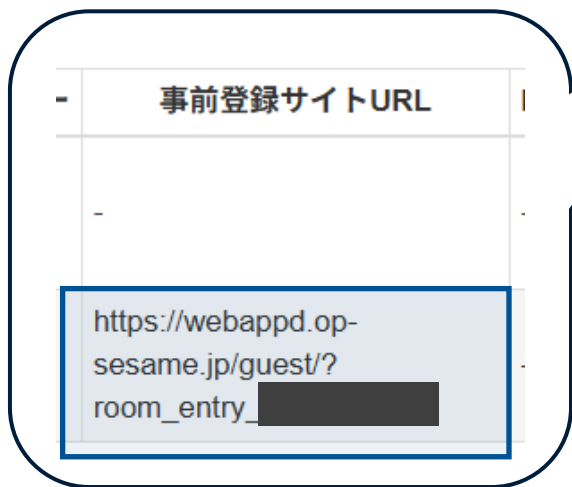 事前登録サイトURL
-
https://webappd.op-
sesame.jp/guest/?
room_entry_